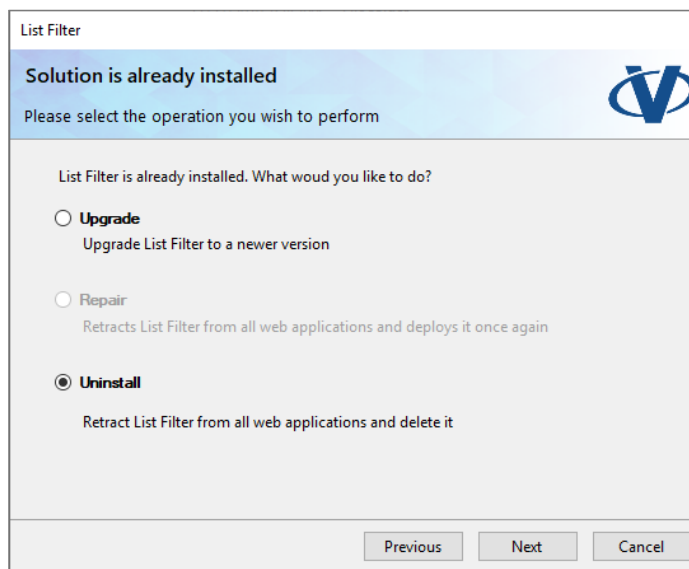 List Filter
Solution is already installed
Please select the operation you wish to perform
List Filter is already installed. What woud you like to do?
Upgrade
Upgrade List Filter to a newer version
Repair
Retracts List Filter from all web applications and deploys it once again
Uninstall
Retract List Filter from all web applications and delete it
Previous Next Cancel